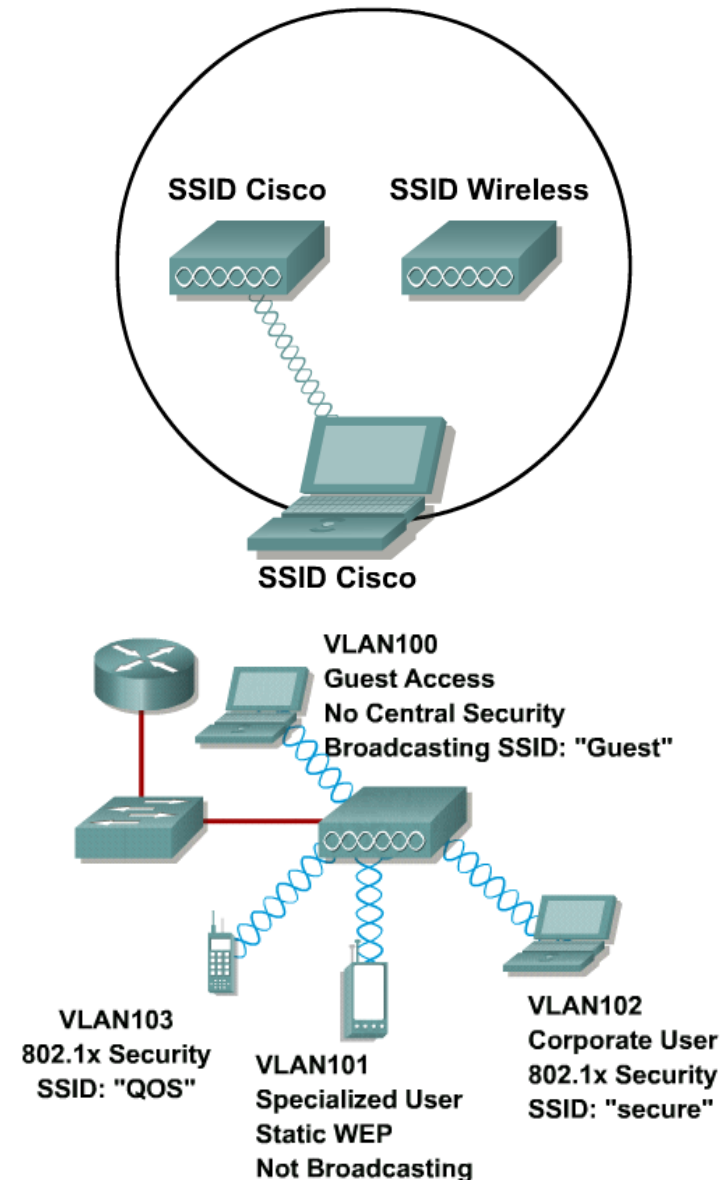 SSID Cisco
SSID Wireless
SSID Cisco
VLAN100
Guest Access
No Central Security
Broadcasting SSID: "Guest"
VLAN103
802.1x Security
SSID: "QOS"
VLAN101
Specialized User
Static WEP
Not Broadcasting
VLAN102
Corporate User
802.1x Security
SSID: "secure"